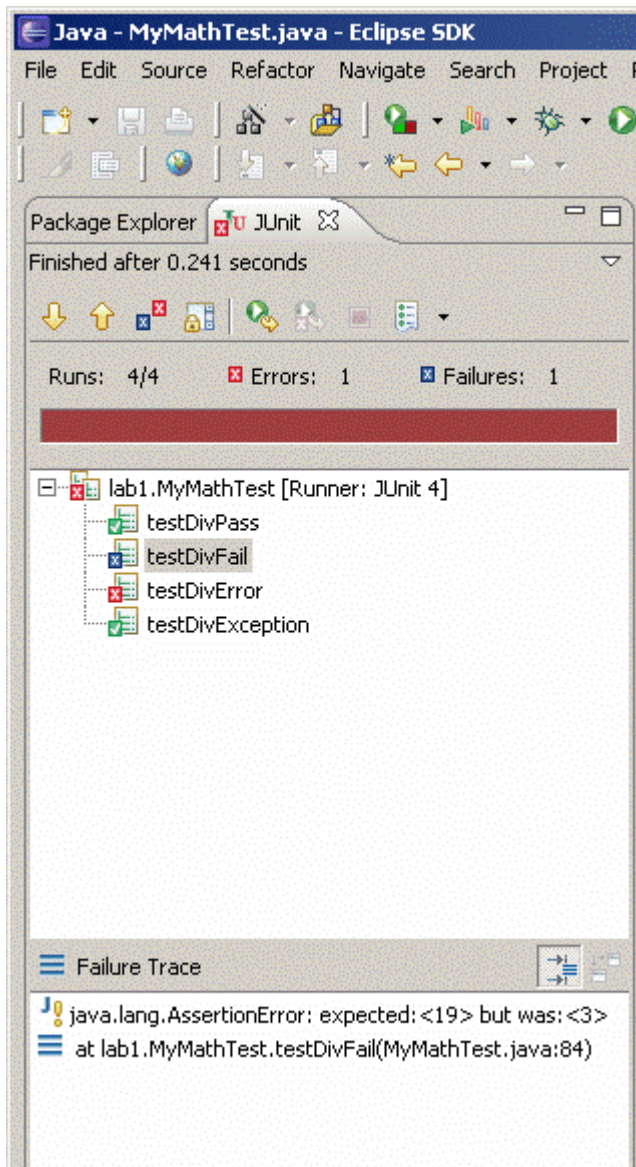 Java - MyMathTest.java - Eclipse SDK
File Edit Source Refactor Navigate Search Project
Package Explorer JUnit
Finished after 0.241 seconds
Runs: 4/4 Errors: 1 Failures: 1
lab1.MyMathTest [Runner: JUnit 4]
testDivPass
testDivFail
testDivError
testDivException
Failure Trace
java.lang.AssertionError: expected:<19> but was:<3>
at lab1.MyMathTest.testDivFail(MyMathTest.java:84)